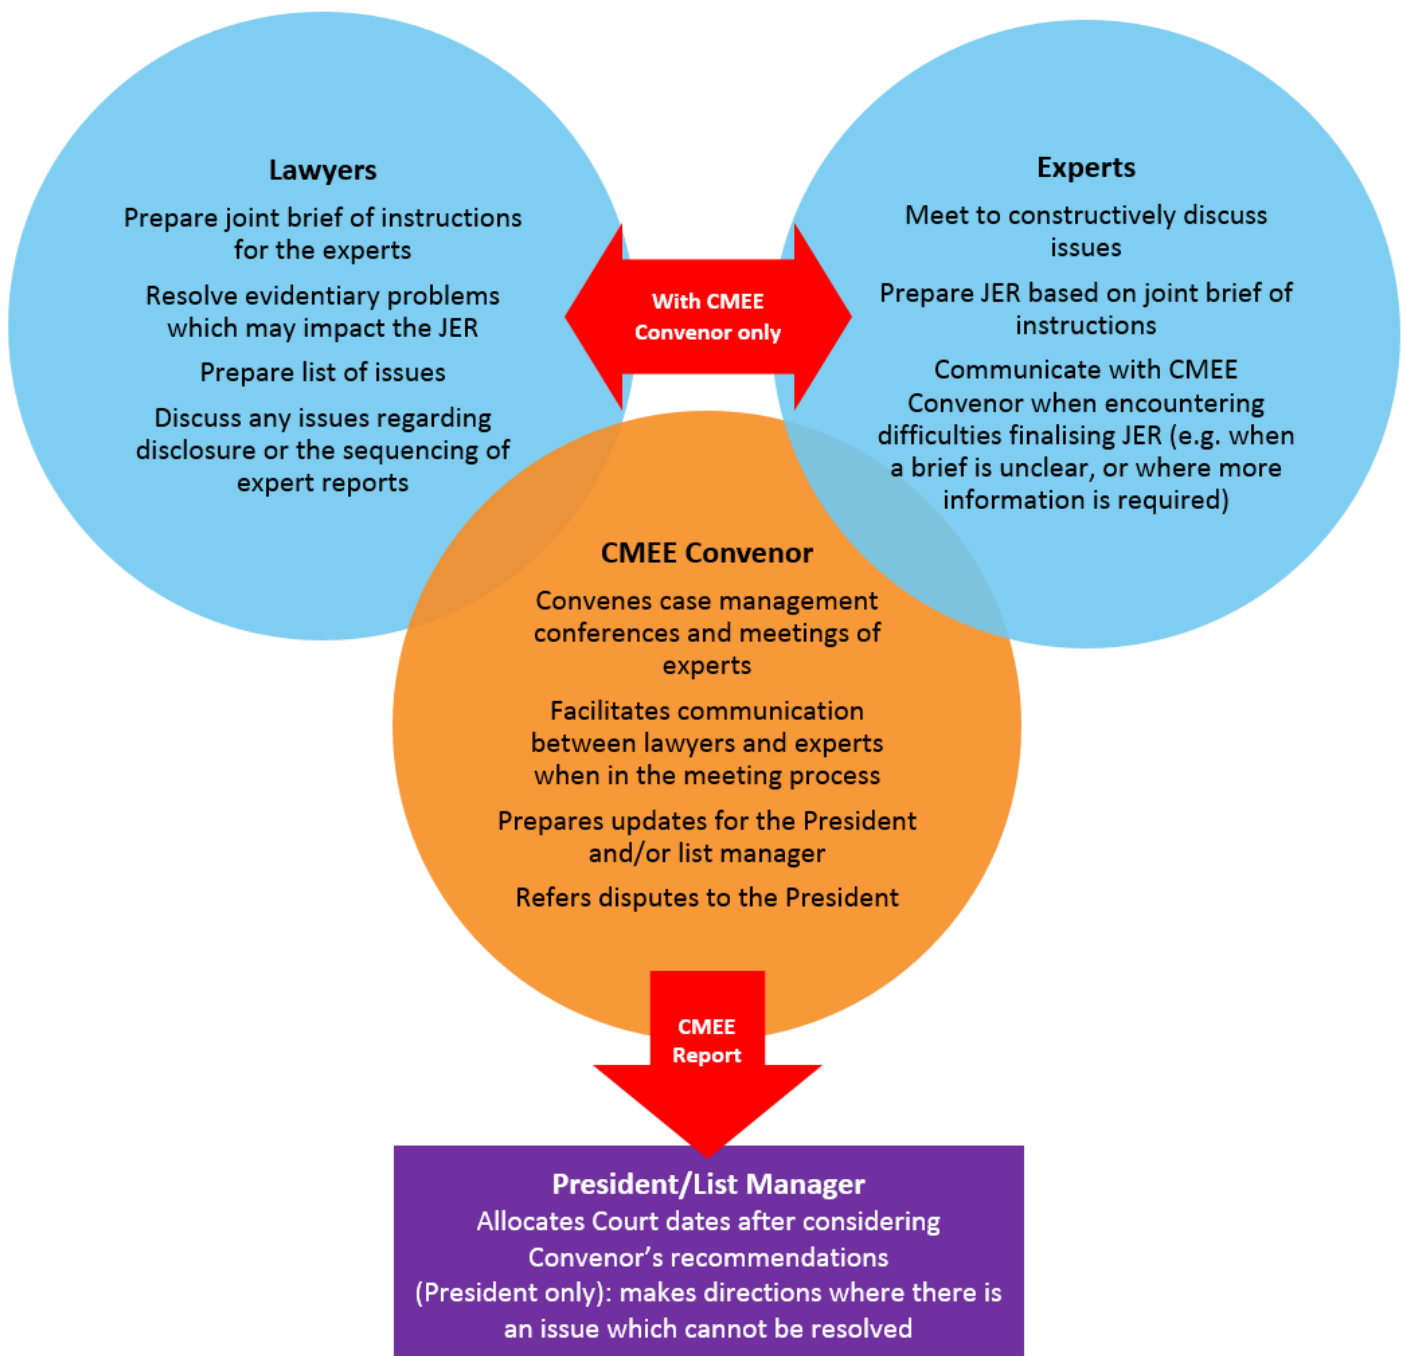 Lawyers
Prepare joint brief of instructions
for the experts
Resolve evidentiary problems
which may impact the JER
Prepare list of issues
Discuss any issues regarding
disclosure or the sequencing of
expert reports
With CMEE
Convenor only
Experts
Meet to constructively discuss
issues
Prepare JER based on joint brief of
instructions
Communicate with CMEE
Convenor when encountering
difficulties finalising JER (e.g. when
a brief is unclear, or where more
information is required)
CMEE Convenor
Convenes case management
conferences and meetings of
experts
Facilitates communication
between lawyers and experts
when in the meeting process
Prepares updates for the President
and/or list manager
Refers disputes to the President
CMEE
Report
President/List Manager
Allocates Court dates after considering
Convenor’s recommendations
(President only): makes directions where there is
an issue which cannot be resolved